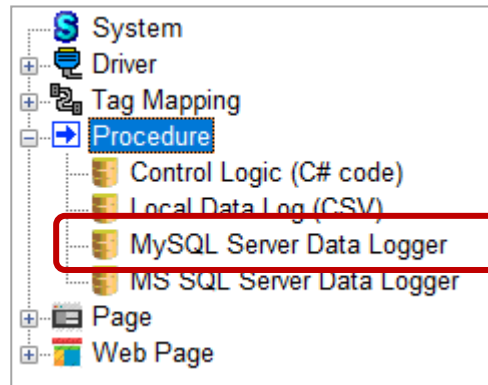 System
Driver
Tag Mapping
Procedure
Control Logic (C# code)
Local Data Log (CSV)
MySQL Server Data Logger
MS SQL Server Data Logger
Page
Web Page